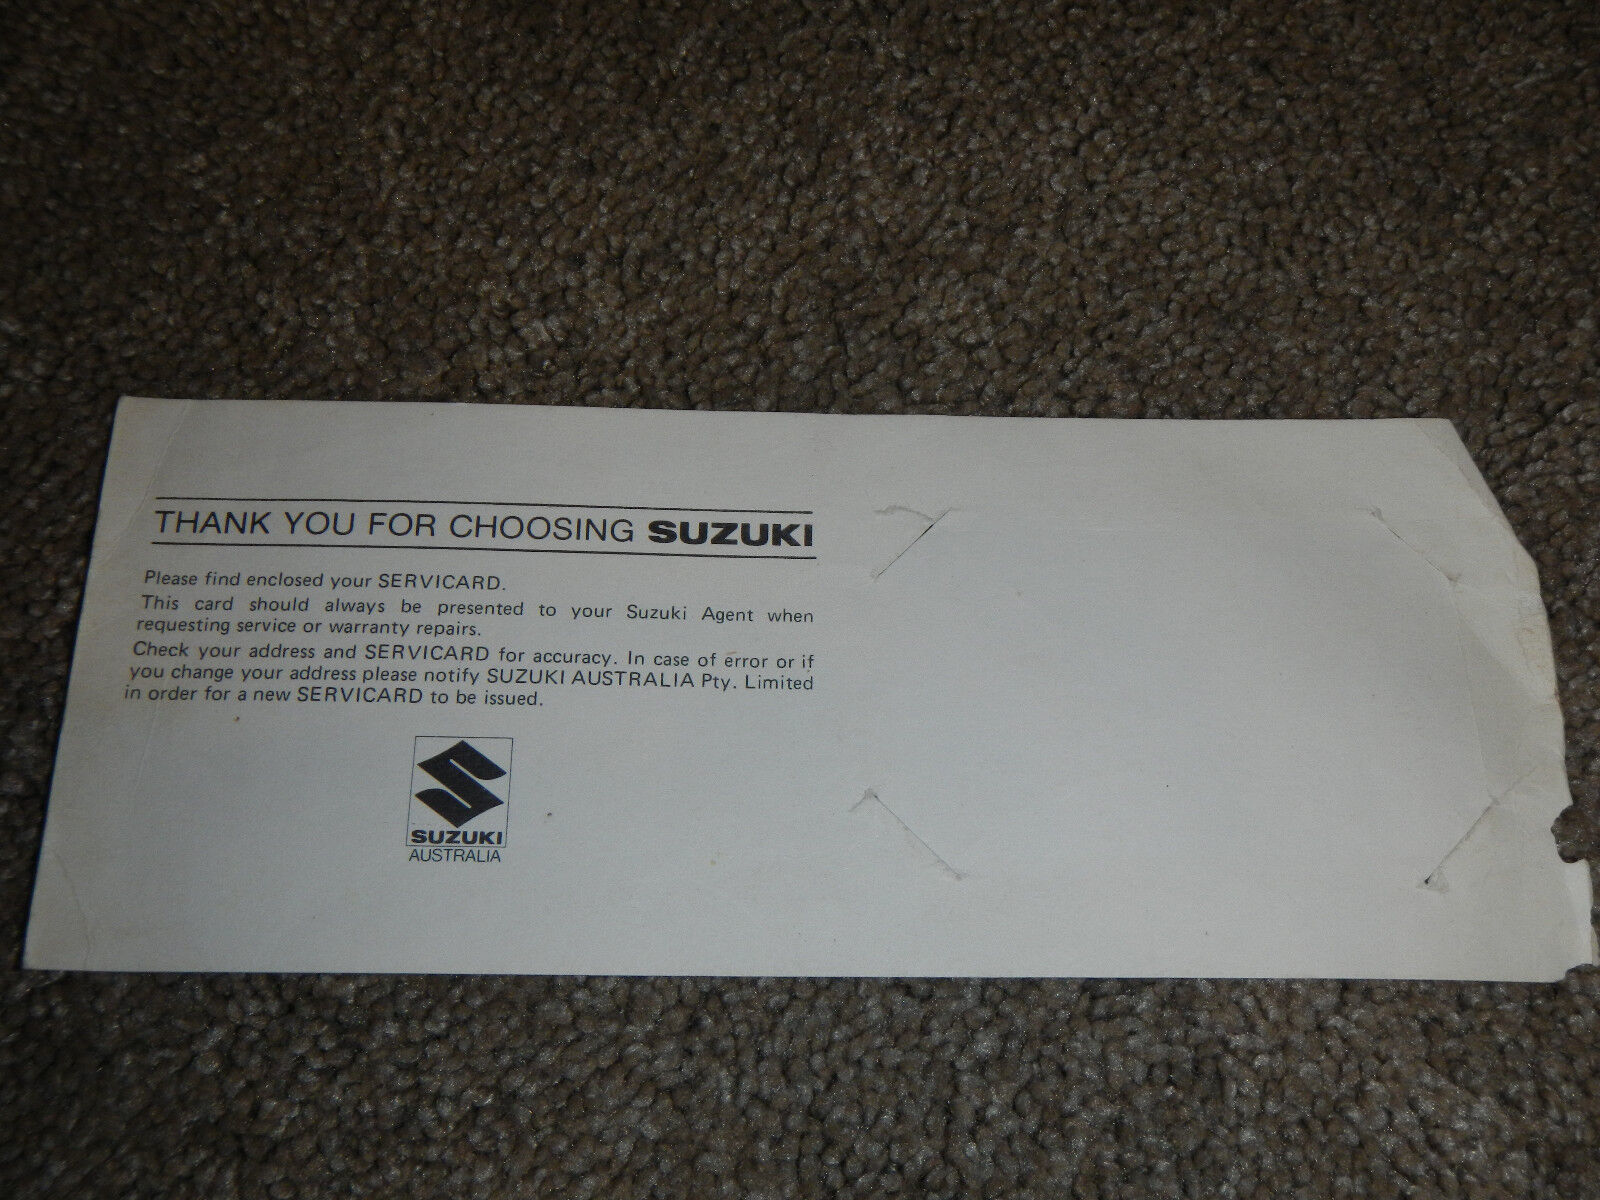 THANK YOU FOR CHOOSING SUZUKI
Please find enclosed your SERVICARD.
This card should always be presented to your Suzuki Agent when
requesting service or warranty repairs.
Check your address and SERVICARD for accuracy. In case of error or if
you change your address please notify SUZUKI AUSTRALIA Pty. Limited
in order for a new SERVICARD to be issued.
SUZUKI
AUSTRALIA